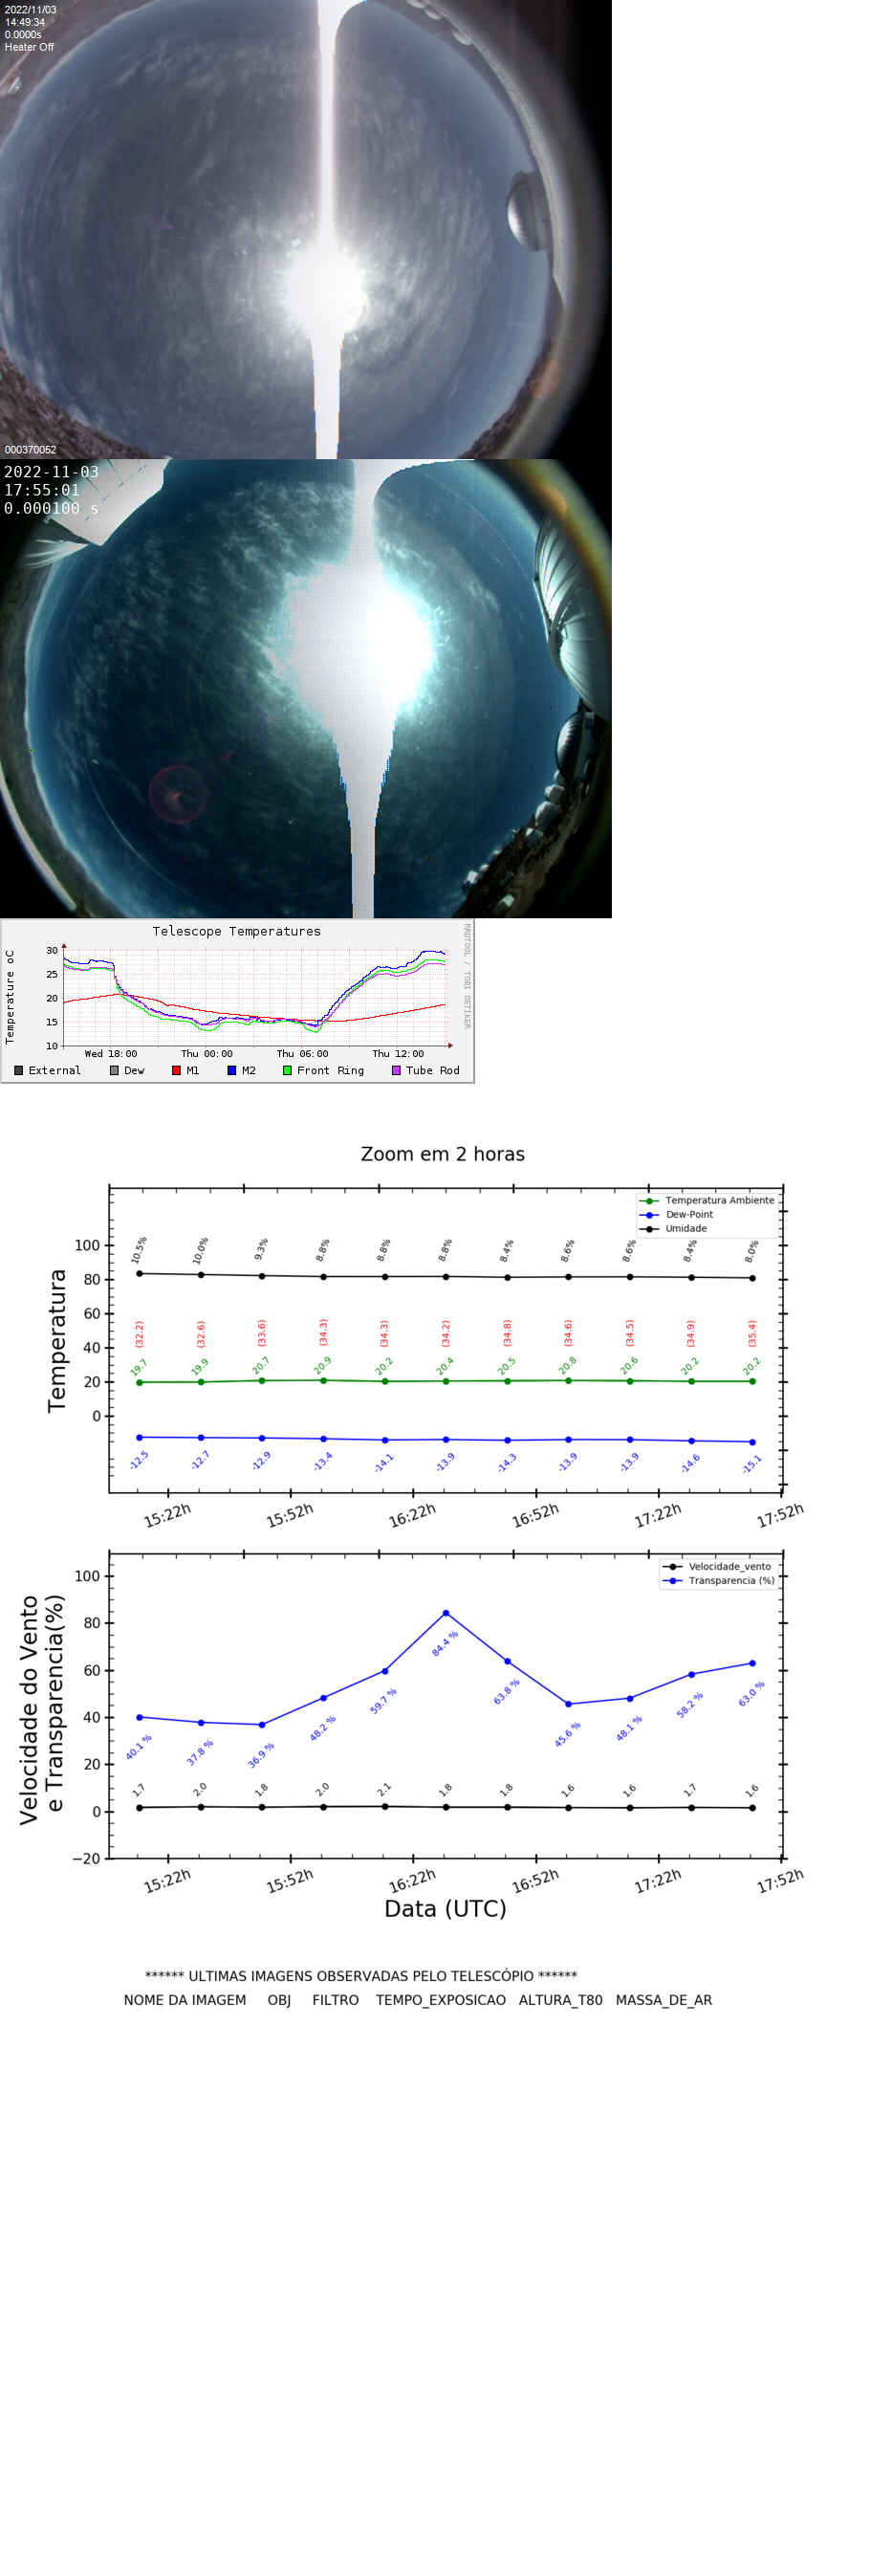 2022/11/03
14:49:34
0.0000s
Heater Off
000370052
2022-11-03
17:55:01
0.000100 s
Telescope Temperatures
RRDTOOL / TOBI OETIKER
Temperature oC
30
25
20
15
10
Wed 18:00 Thu 00:00 Thu 06:00 Thu 12:00
External Dew M1 M2 Front Ring Tube Rod
Zoom em 2 horas
Temperatura Ambiente
Dew-Point
Umidade
Temperatura
100
80
60
40
20
0
10.5% 10.0% 9.3% 8.8% 8.8% 8.8% 8.4% 8.6% 8.6% 8.4% 8.0%
(32.2) (32.6) (33.6) (34.3) (34.3) (34.2) (34.8) (34.6) (34.5) (34.9) (35.4)
19.7 19.9 20.7 20.9 20.2 20.4 20.5 20.8 20.6 20.2 20.2
-12.5 -12.7 -12.9 -13.4 -14.1 -13.9 -14.3 -13.9 -13.9 -14.6 -15.1
15:22h 15:52h 16:22h 16:52h 17:22h 17:52h
Velocidade_vento
Transparencia (%)
Velocidade do Vento
e Transparencia(%)
100
80
60
40
20
0
−20
40.1 % 37.8 % 36.9 % 48.2 % 59.7 % 84.4 % 63.8 % 45.6 % 48.1 % 58.2 % 63.0 %
1.7 2.0 1.8 2.0 2.1 1.8 1.8 1.6 1.6 1.7 1.6
15:22h 15:52h 16:22h 16:52h 17:22h 17:52h
Data (UTC)
****** ULTIMAS IMAGENS OBSERVADAS PELO TELESCÓPIO ******
NOME DA IMAGEM OBJ FILTRO TEMPO_EXPOSICAO ALTURA_T80 MASSA_DE_AR